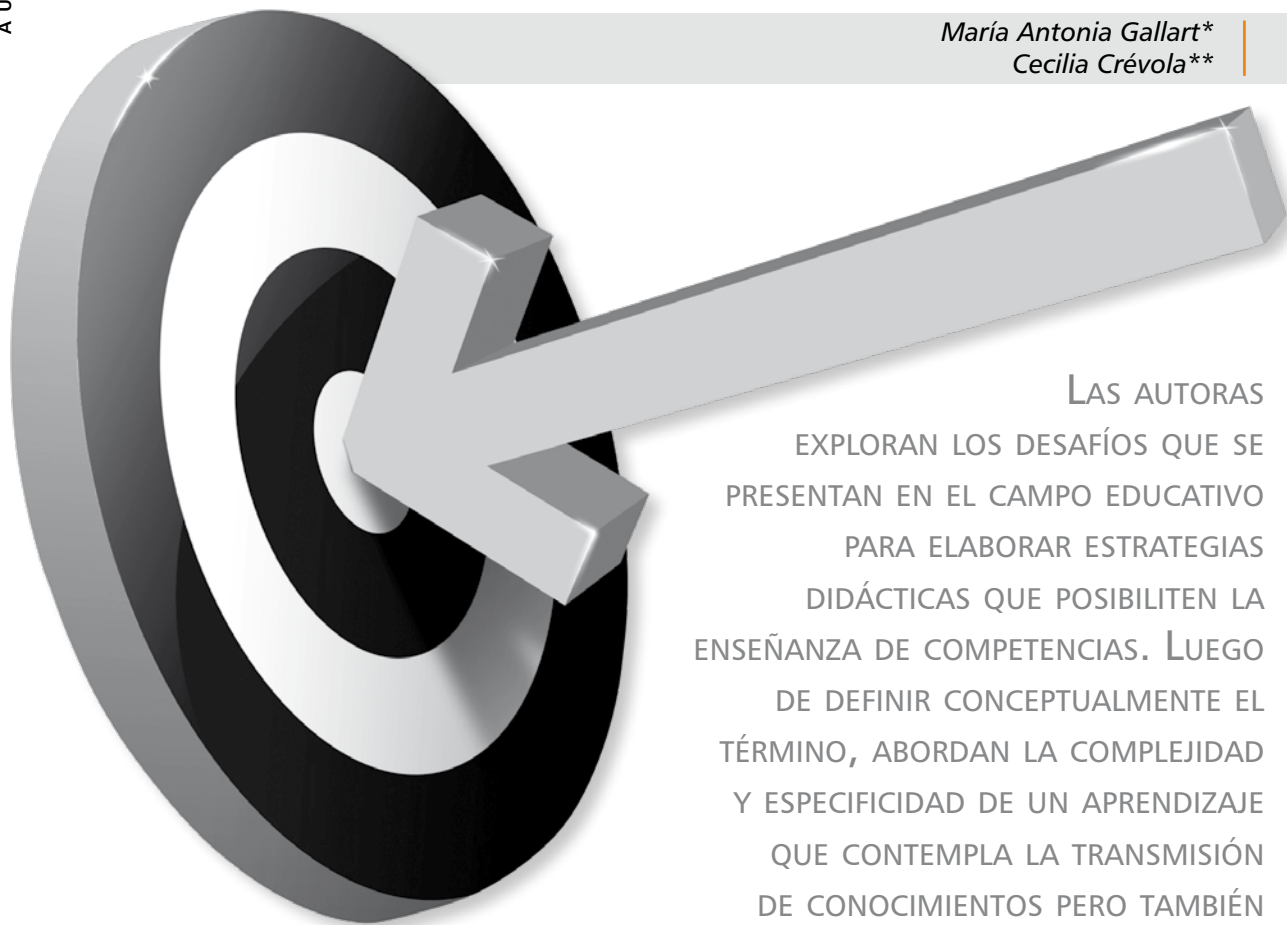 A U
María Antonia Gallart*
Cecilia Crévola**
LAS AUTORAS
EXPLORAN LOS DESAFÍOS QUE SE
PRESENTAN EN EL CAMPO EDUCATIVO
PARA ELABORAR ESTRATEGIAS
DIDÁCTICAS QUE POSIBILITEN LA
ENSEÑANZA DE COMPETENCIAS. LUEGO
DE DEFINIR CONCEPTUALMENTE EL
TÉRMINO, ABORDAN LA COMPLEJIDAD
Y ESPECIFICIDAD DE UN APRENDIZAJE
QUE CONTEMPLA LA TRANSMISIÓN
DE CONOCIMIENTOS PERO TAMBIÉN